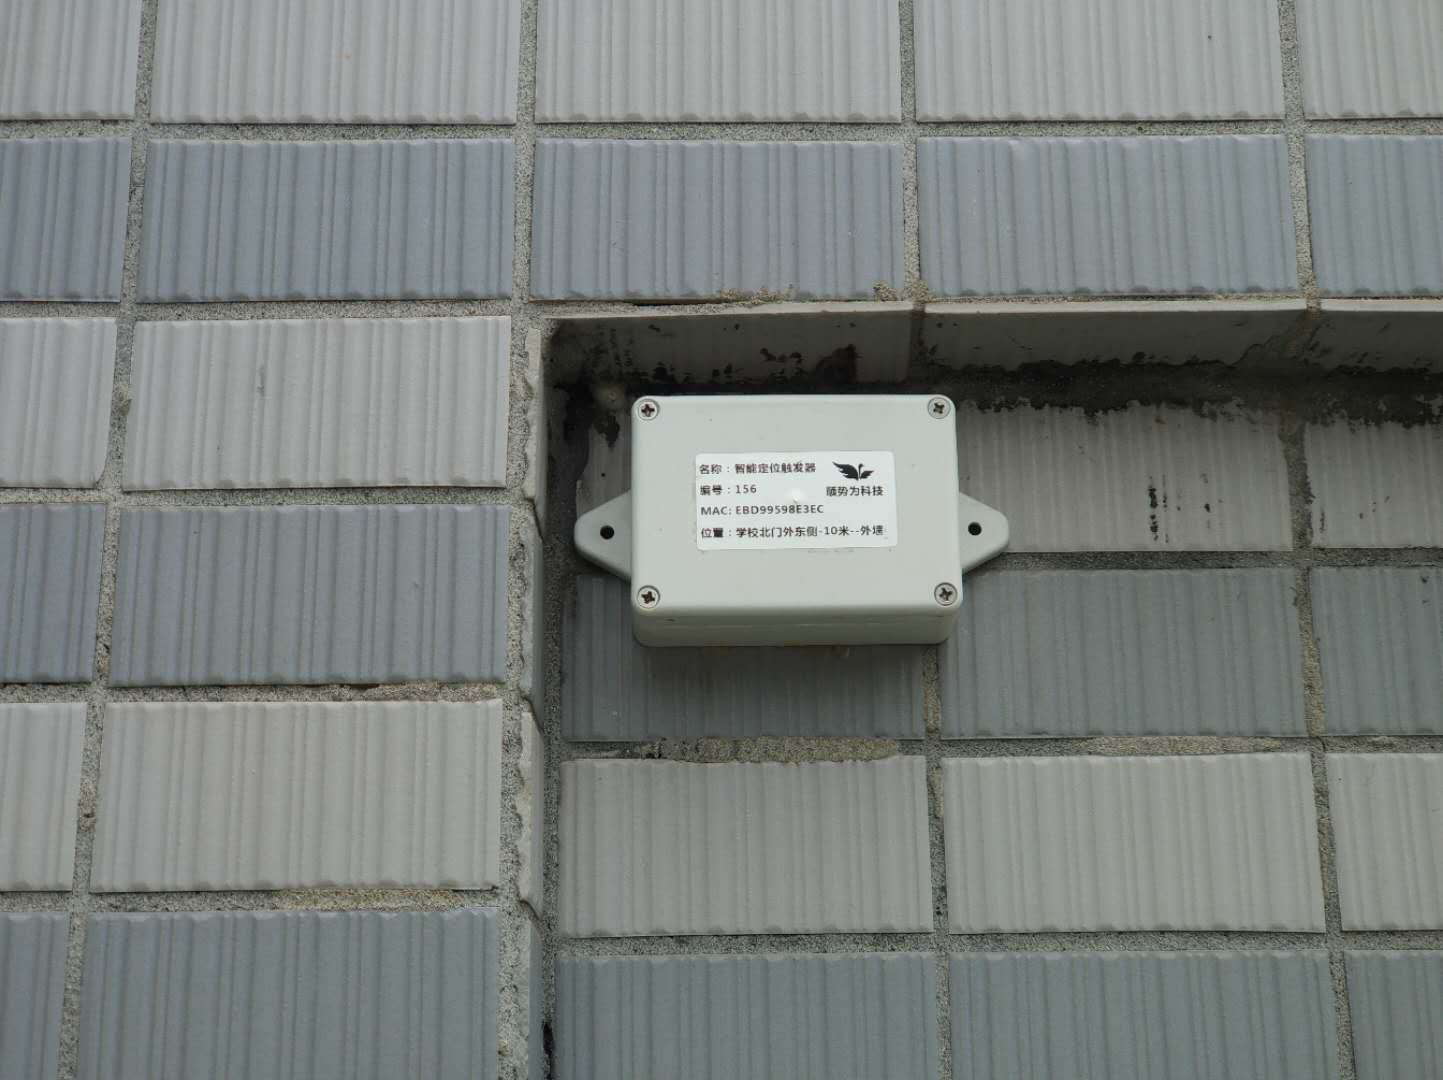 名称：智能定位触发器
编号：156
顺势为科技
MAC: EBD99598E3EC
位置：学校北门外东侧-10米--外墙